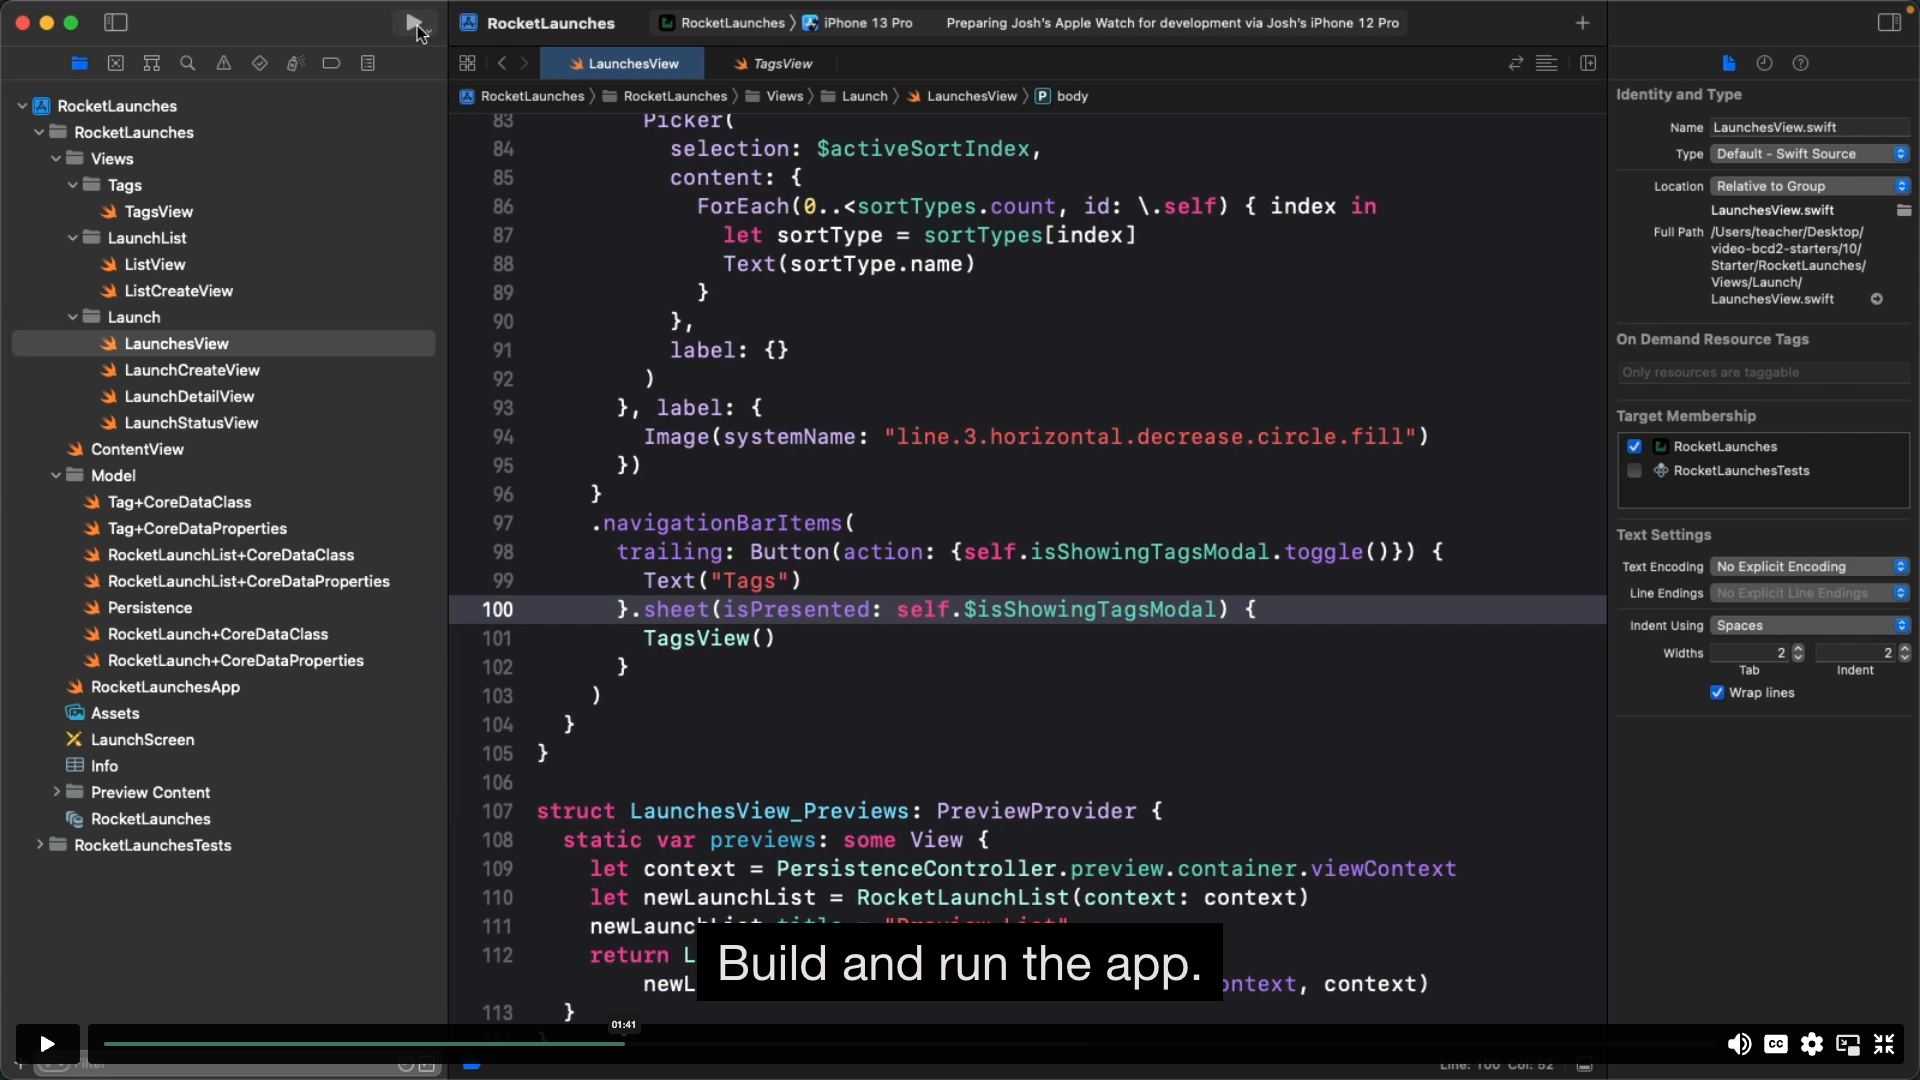 RocketLaunches
RocketLaunches
iPhone 13 Pro
Preparing Josh's Apple Watch for development via Josh's iPhone 12 Pro
LaunchesView
TagsView
RocketLaunches
RocketLaunches
Views
Launch
LaunchesView
P body
RocketLaunches
RocketLaunches
Views
Tags
TagsView
LaunchList
ListView
ListCreateView
Launch
LaunchesView
LaunchCreateView
LaunchDetailView
LaunchStatusView
ContentView
Model
Tag+CoreDataClass
Tag+CoreDataProperties
RocketLaunchList+CoreDataClass
RocketLaunchList+CoreDataProperties
Persistence
RocketLaunch+CoreDataClass
RocketLaunch+CoreDataProperties
RocketLaunchesApp
Assets
LaunchScreen
Info
Preview Content
RocketLaunches
RocketLaunchesTests
83 Picker(
84 selection: $activeSortIndex,
85 content: {
86 ForEach(0..<sortTypes.count, id: \.self) { index in
87 let sortType = sortTypes[index]
88 Text(sortType.name)
89 }
90 },
91 label: {}
92 )
93 }, label: {
94 Image(systemName: "line.3.horizontal.decrease.circle.fill")
95 })
96 }
97 .navigationBarItems(
98 trailing: Button(action: {self.isShowingTagsModal.toggle()}) {
99 Text("Tags")
100 }.sheet(isPresented: self.$isShowingTagsModal) {
101 TagsView()
102 }
103 )
104 }
105 }
106
107 struct LaunchesView_Previews: PreviewProvider {
108 static var previews: some View {
109 let context = PersistenceController.preview.container.viewContext
110 let newLaunchList = RocketLaunchList(context: context)
111 newLaunchList.title = "Preview List"
112 return L
newL ontext, context)
113 }
Build and run the app.
01:41
Filter
Line: 100 Col: 52
CC
Identity and Type
Name LaunchesView.swift
Type Default - Swift Source
Location Relative to Group
LaunchesView.swift
Full Path /Users/teacher/Desktop/
video-bcd2-starters/10/
Starter/RocketLaunches/
Views/Launch/
LaunchesView.swift
On Demand Resource Tags
Only resources are taggable
Target Membership
RocketLaunches
RocketLaunchesTests
Text Settings
Text Encoding No Explicit Encoding
Line Endings No Explicit Line Endings
Indent Using Spaces
Widths 2 2
Tab Indent
Wrap lines